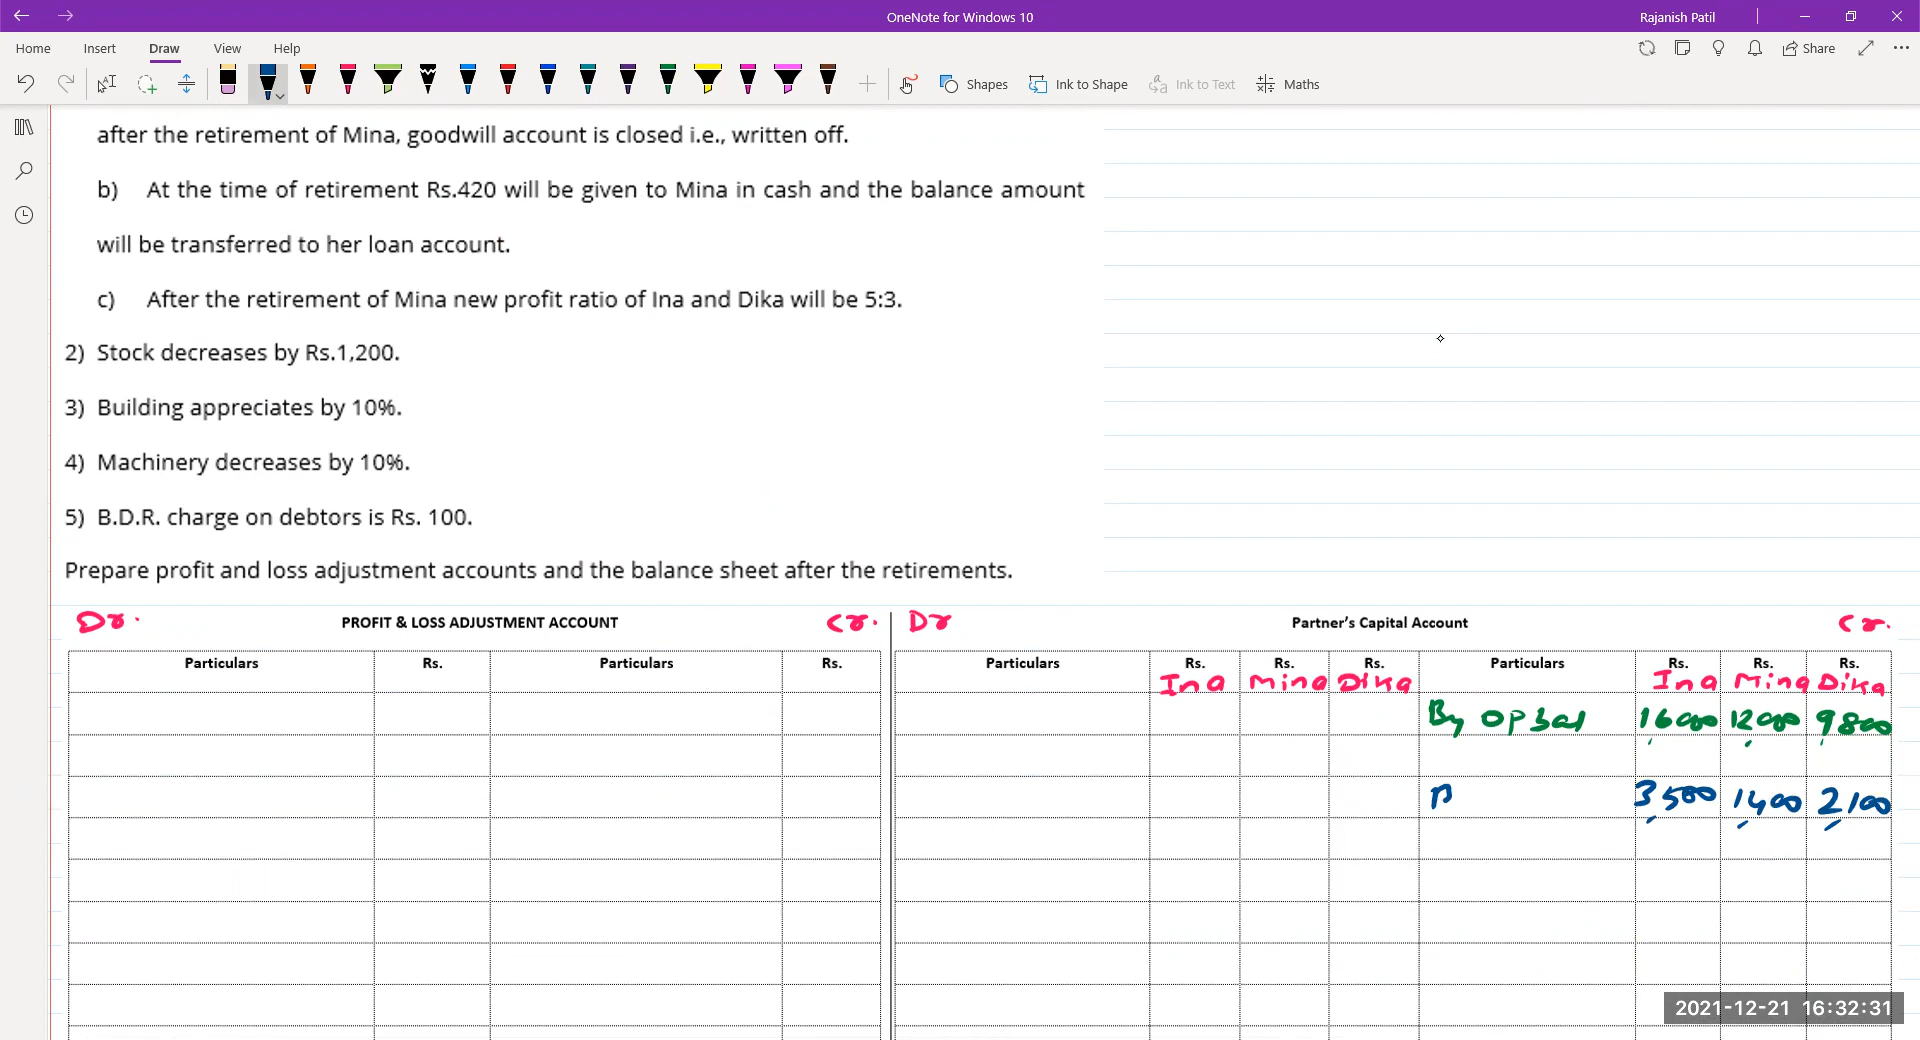 OneNote for Windows 10
Rajanish Patil
Home Insert Draw View Help
Share
Shapes Ink to Shape Ink to Text Maths
after the retirement of Mina, goodwill account is closed i.e., written off.
b) At the time of retirement Rs.420 will be given to Mina in cash and the balance amount
will be transferred to her loan account.
c) After the retirement of Mina new profit ratio of Ina and Dika will be 5:3.
2) Stock decreases by Rs.1,200.
3) Building appreciates by 10%.
4) Machinery decreases by 10%.
5) B.D.R. charge on debtors is Rs. 100.
Prepare profit and loss adjustment accounts and the balance sheet after the retirements.
Dr. PROFIT & LOSS ADJUSTMENT ACCOUNT Cr. Dr Partner's Capital Account Cr.
Particulars Rs. Particulars Rs. Particulars Rs. Rs. Rs. Particulars Rs. Rs. Rs.
Ina Mina Dika Ina Mina Dika
By op bal 16000 12000 9800
3500 1400 2100
2021-12-21 16:32:31